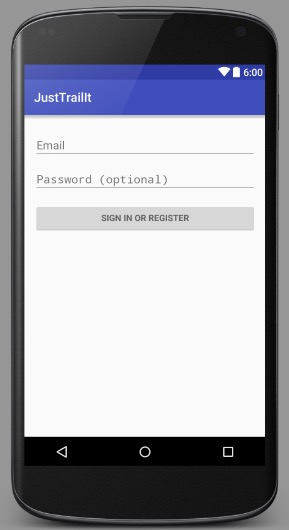 6:00
JustTrailIt
Email
Password (optional)
SIGN IN OR REGISTER